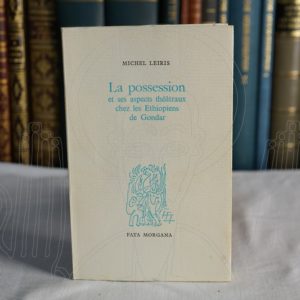 MICHEL LEIRIS
La possession
et ses aspects théâtraux
chez les Éthiopiens
de Gondar
FATA MORGANA